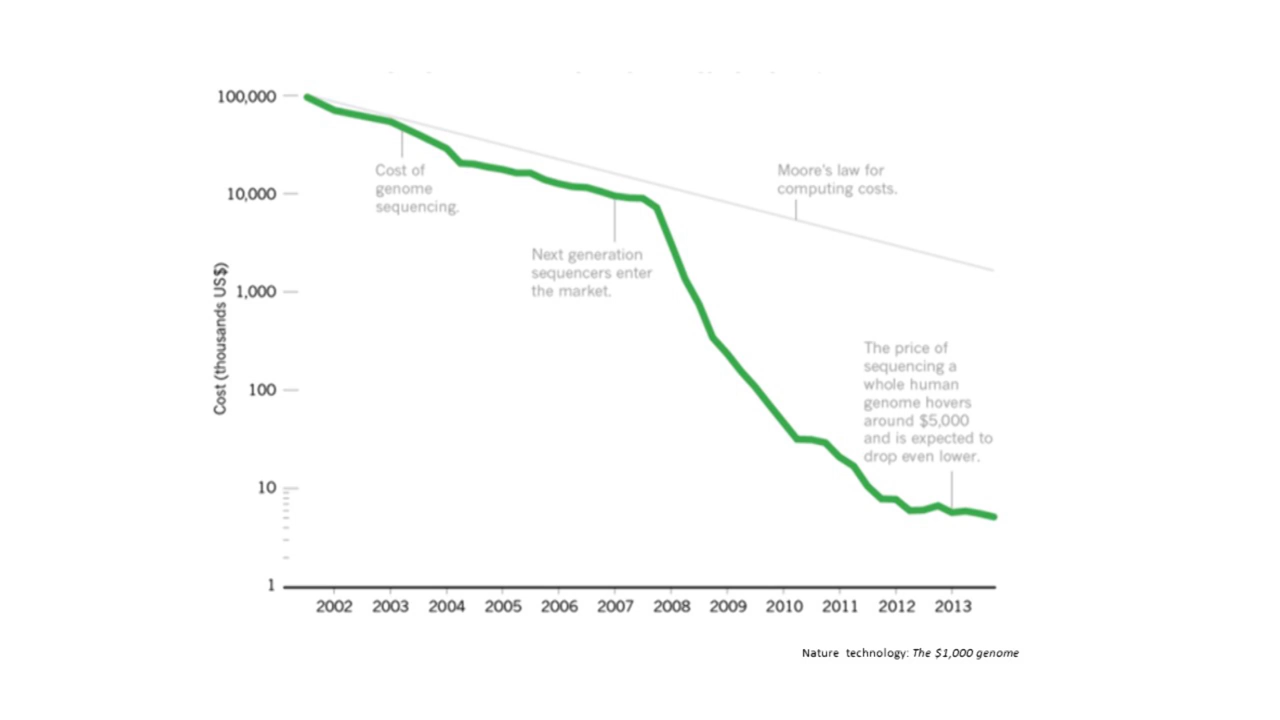 100,000
10,000
1,000
100
10
1
Cost (thousands US$)
Cost of
genome
sequencing.
Next generation
sequencers enter
the market.
Moore's law for
computing costs.
The price of
sequencing a
whole human
genome hovers
around $5,000
and is expected to
drop even lower.
2002 2003 2004 2005 2006 2007 2008 2009 2010 2011 2012 2013
Nature technology: The $1,000 genome